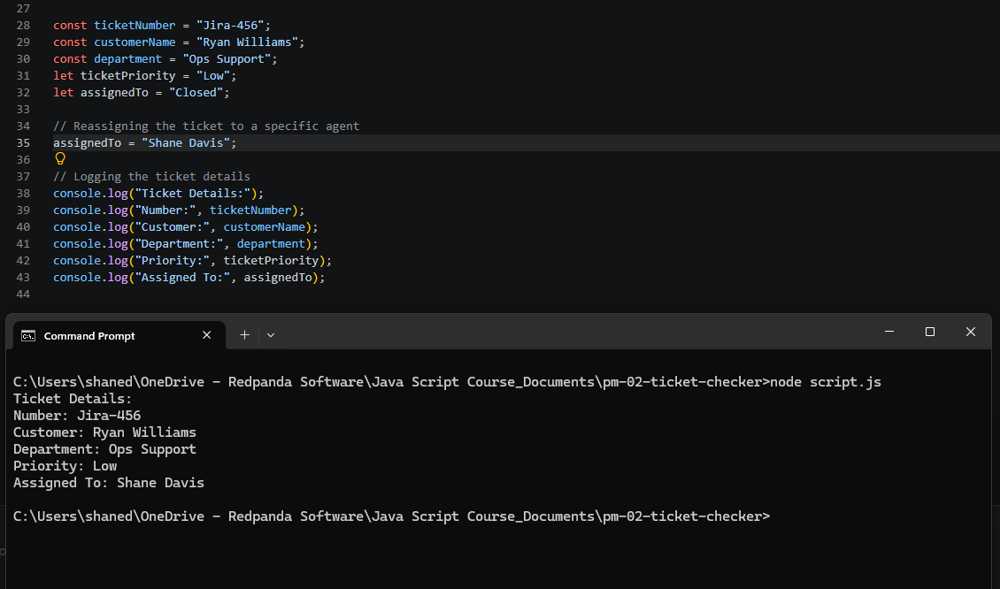 27
28 const ticketNumber = "Jira-456";
29 const customerName = "Ryan Williams";
30 const department = "Ops Support";
31 let ticketPriority = "Low";
32 let assignedTo = "Closed";
33
34 // Reassigning the ticket to a specific agent
35 assignedTo = "Shane Davis";
36
37 // Logging the ticket details
38 console.log("Ticket Details:");
39 console.log("Number:", ticketNumber);
40 console.log("Customer:", customerName);
41 console.log("Department:", department);
42 console.log("Priority:", ticketPriority);
43 console.log("Assigned To:", assignedTo);
44
Command Prompt
C:\Users\shaned\OneDrive - Redpanda Software\Java Script Course_Documents\pm-02-ticket-checker>node script.js
Ticket Details:
Number: Jira-456
Customer: Ryan Williams
Department: Ops Support
Priority: Low
Assigned To: Shane Davis
C:\Users\shaned\OneDrive - Redpanda Software\Java Script Course_Documents\pm-02-ticket-checker>